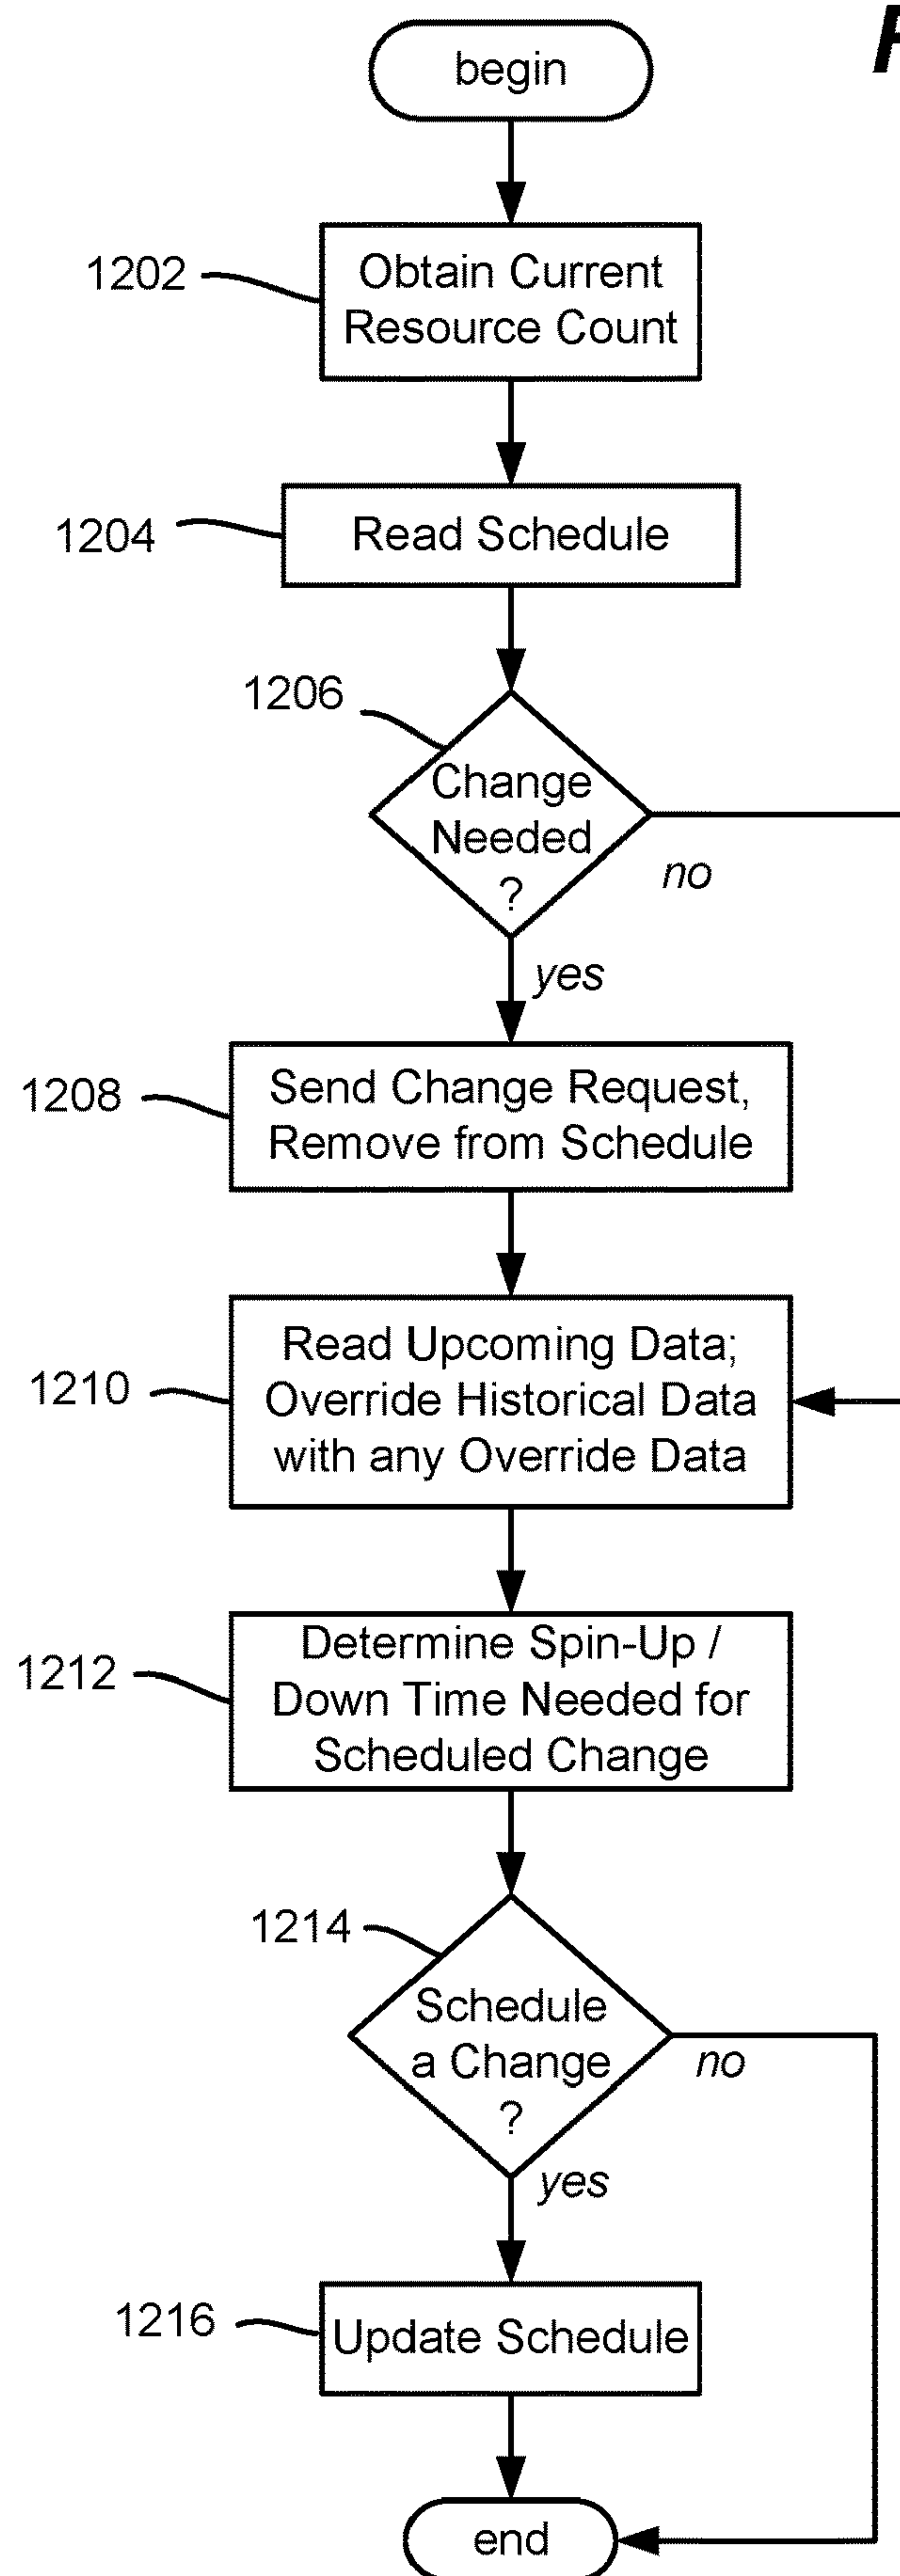 begin
1202
Obtain Current
Resource Count
1204
Read Schedule
1206
Change
Needed
?
no
yes
1208
Send Change Request,
Remove from Schedule
1210
Read Upcoming Data;
Override Historical Data
with any Override Data
1212
Determine Spin-Up /
Down Time Needed for
Scheduled Change
1214
Schedule
a Change
?
no
yes
1216
Update Schedule
end